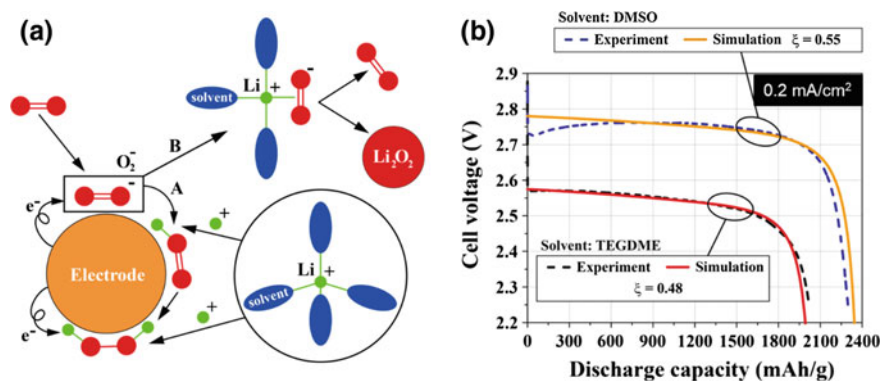 (a)
Li
+
-
solvent
B
O₂⁻
-
Li₂O₂
e⁻
A
+
Electrode
+
Li
+
solvent
e⁻
(b)
Solvent: DMSO
Experiment Simulation ξ = 0.55
0.2 mA/cm²
2.9
2.8
2.7
2.6
2.5
2.4
2.3
2.2
Cell voltage (V)
Solvent: TEGDME
Experiment Simulation
ξ = 0.48
0 300 600 900 1200 1500 1800 2100 2400
Discharge capacity (mAh/g)